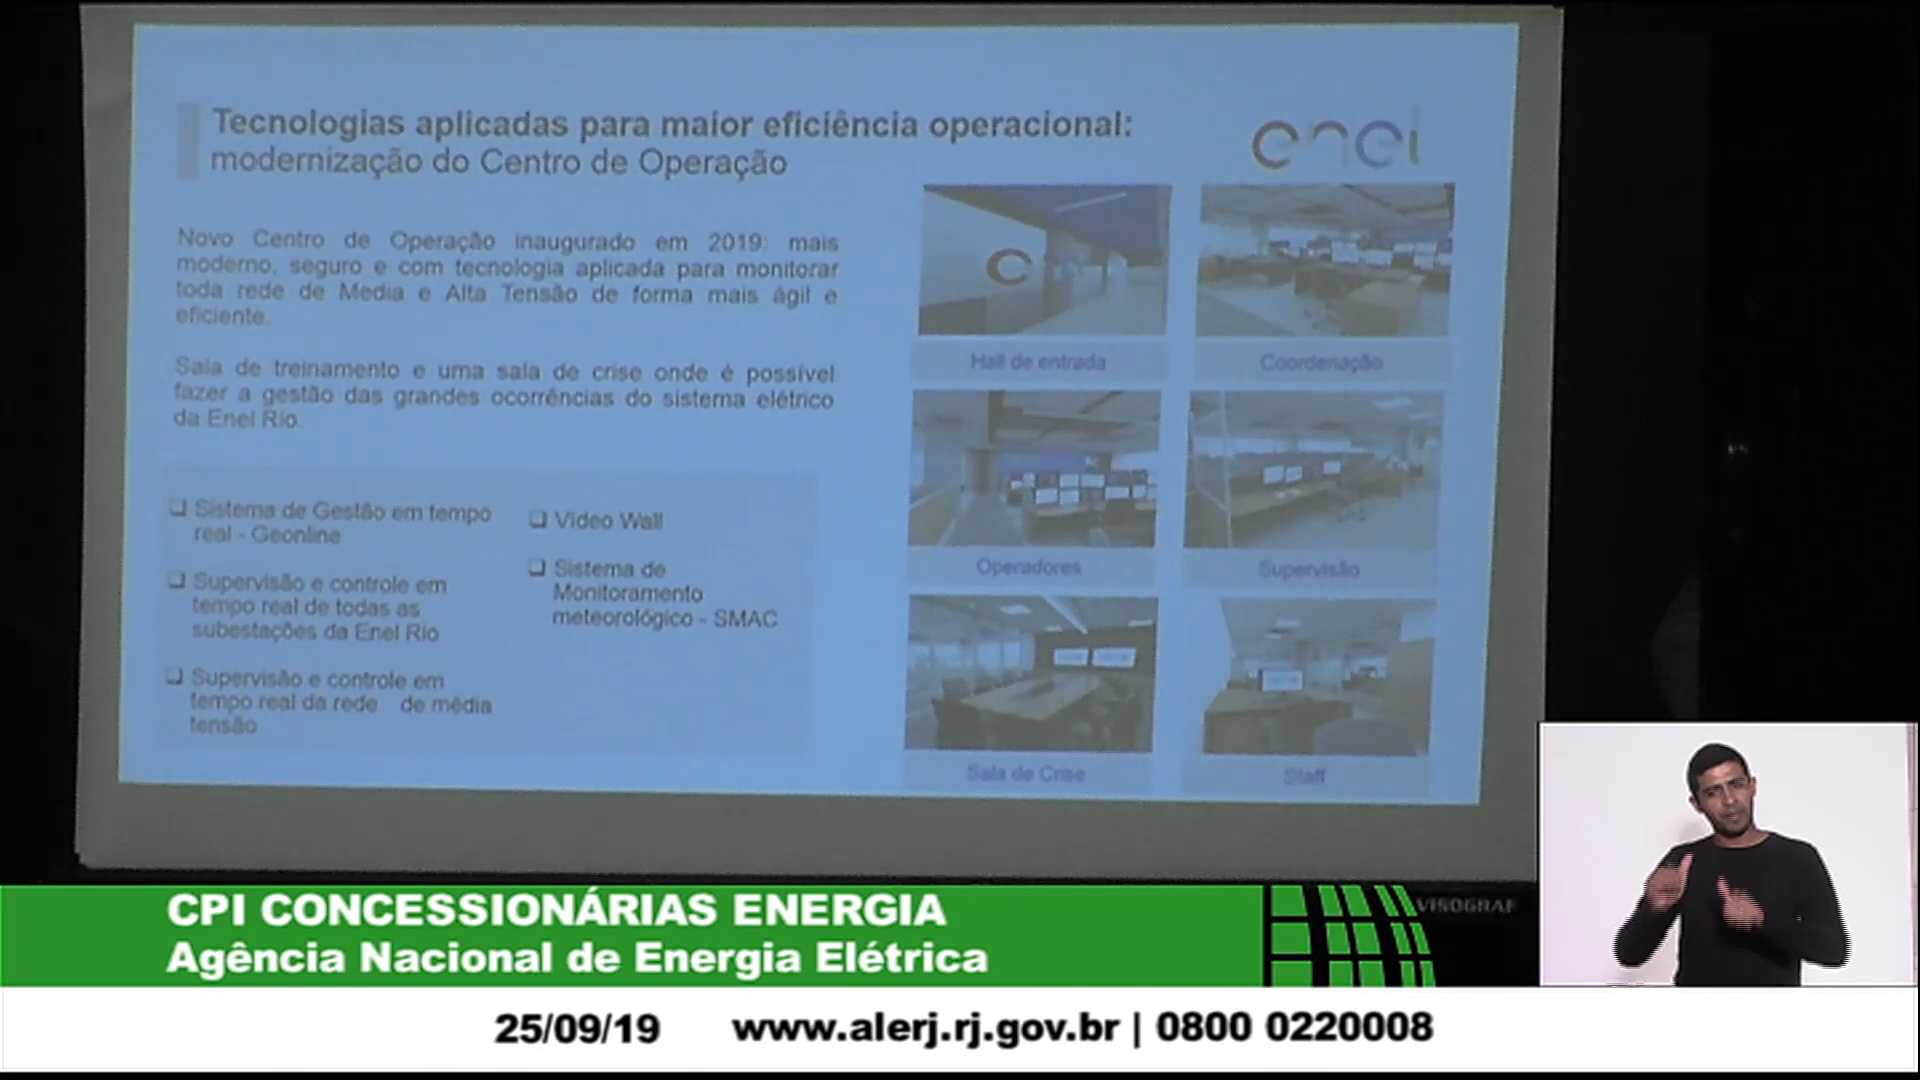 Tecnologias aplicadas para maior eficiência operacional:
modernização do Centro de Operação
enel
Novo Centro de Operação inaugurado em 2019: mais
moderno, seguro e com tecnologia aplicada para monitorar
toda rede de Media e Alta Tensão de forma mais ágil e
eficiente.
Sala de treinamento e uma sala de crise onde é possível
fazer a gestão das grandes ocorrências do sistema elétrico
da Enel Rio.
Sistema de Gestão em tempo
real - Geonline
Supervisão e controle em
tempo real de todas as
subestações da Enel Rio
Supervisão e controle em
tempo real da rede de média
tensão
Vídeo Wall
Sistema de
Monitoramento
meteorológico - SMAC
Hall de entrada
Coordenação
Operadores
Supervisão
Sala de Crise
Staff
CPI CONCESSIONÁRIAS ENERGIA
Agência Nacional de Energia Elétrica
VISOGRAF
25/09/19 www.alerj.rj.gov.br | 0800 0220008